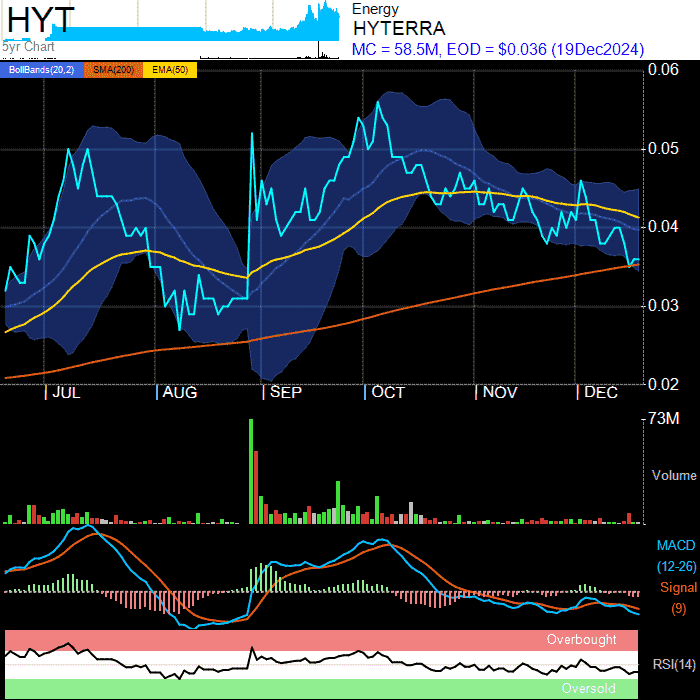 HYT
Energy
HYTERRA
5yr Chart
MC = 58.5M, EOD = $0.036 (19Dec2024)
BollBands(20,2) SMA(200) EMA(50)
0.06
0.05
0.04
0.03
0.02
| JUL | AUG | SEP | OCT | NOV | DEC
73M
Volume
MACD
(12-26)
Signal
(9)
Overbought
RSI(14)
Oversold